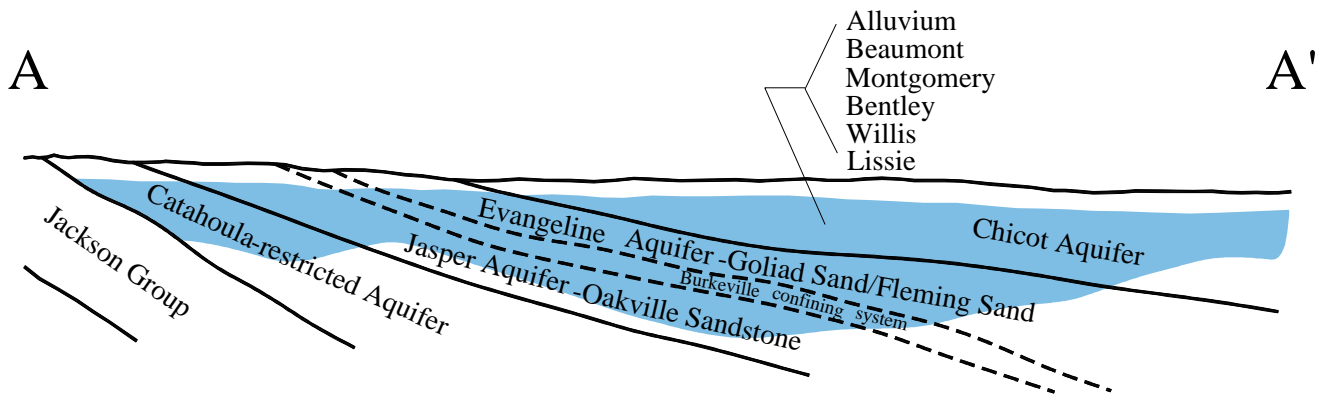 Alluvium
Beaumont
Montgomery
Bentley
Willis
Lissie
A
A'
Jackson Group
Catahoula-restricted Aquifer
Jasper Aquifer-Oakville Sandstone
Burkeville confining system
Evangeline Aquifer-Goliad Sand/Fleming Sand
Chicot Aquifer